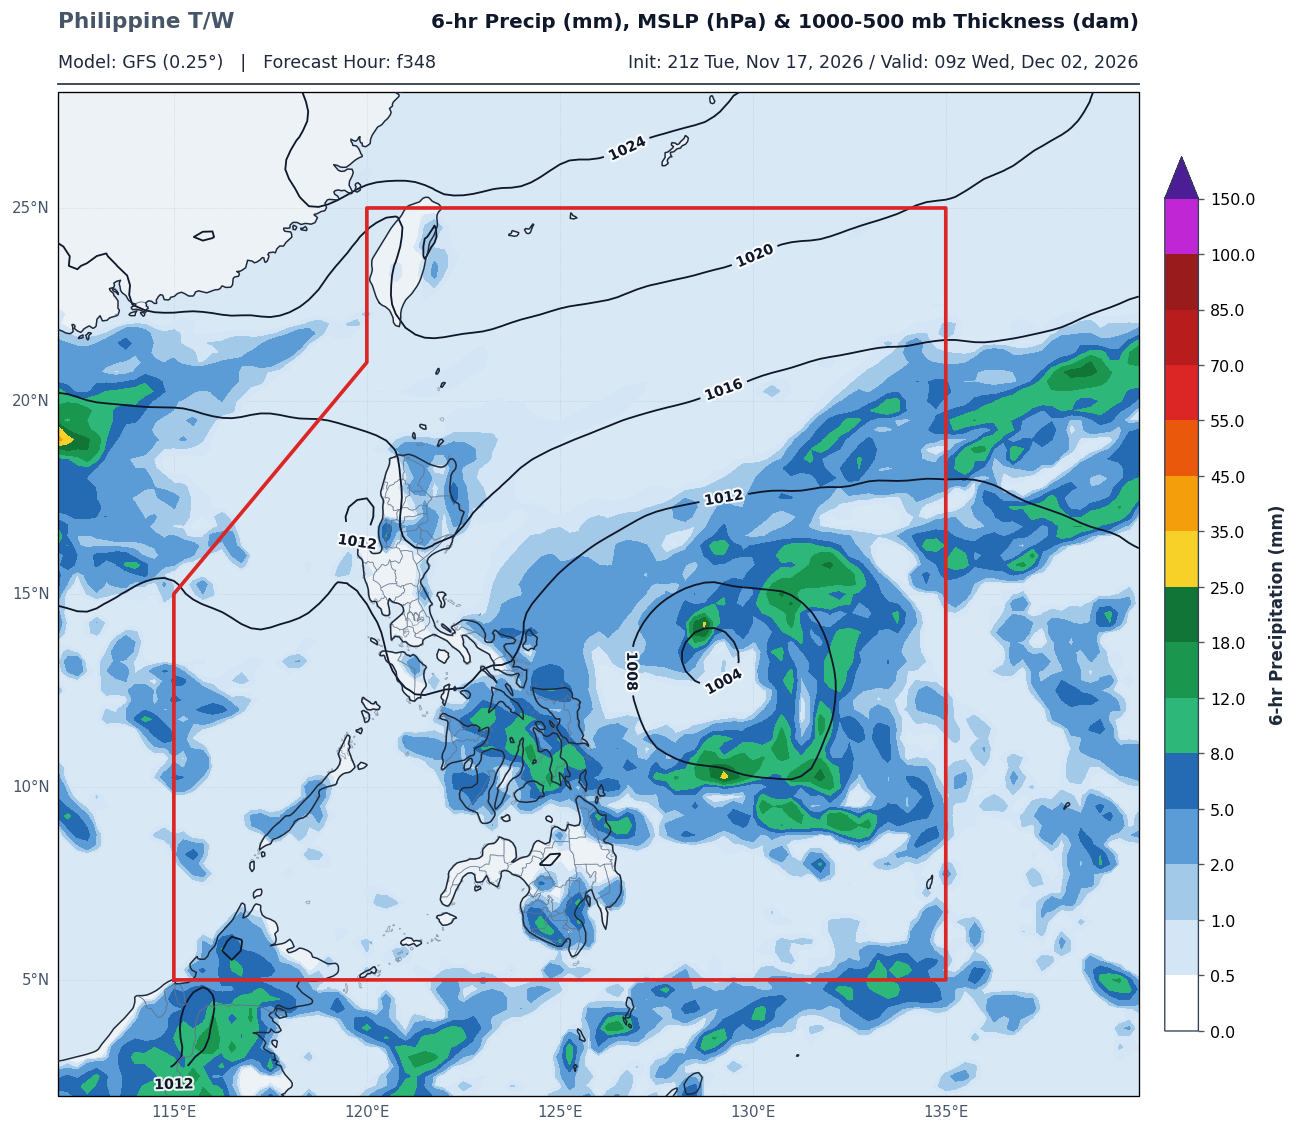 Philippine T/W
6-hr Precip (mm), MSLP (hPa) & 1000-500 mb Thickness (dam)
Model: GFS (0.25°) | Forecast Hour: f348
Init: 21z Tue, Nov 17, 2026 / Valid: 09z Wed, Dec 02, 2026
1024
1020
1016
1012
1012
1008
1004
1012
25°N
20°N
15°N
10°N
5°N
115°E
120°E
125°E
130°E
135°E
150.0
100.0
85.0
70.0
55.0
45.0
35.0
25.0
18.0
12.0
8.0
5.0
2.0
1.0
0.5
0.0
6-hr Precipitation (mm)